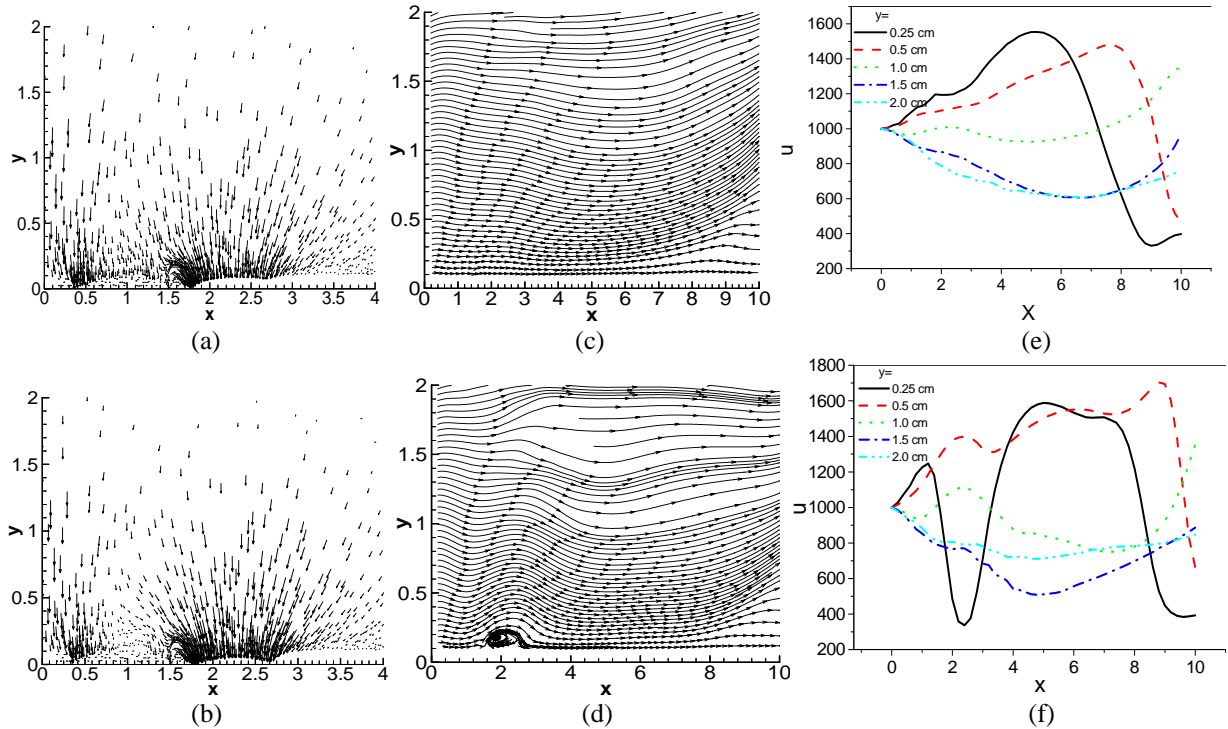 2
1.5
y
1
0.5
0
0 0.5 1 1.5 2 2.5 3 3.5 4
x
(a)
2
1.5
y
1
0.5
0
0 1 2 3 4 5 6 7 8 9 10
x
(c)
1600
1400
1200
1000
u
800
600
400
200
y=
0.25 cm
0.5 cm
1.0 cm
1.5 cm
2.0 cm
0 2 4 6 8 10
X
(e)
2
1.5
y
1
0.5
0
0 0.5 1 1.5 2 2.5 3 3.5 4
x
(b)
2
1.5
y
1
0.5
0
0 2 4 6 8 10
x
(d)
1800
1600
1400
1200
1000
u
800
600
400
200
y=
0.25 cm
0.5 cm
1.0 cm
1.5 cm
2.0 cm
0 2 4 6 8 10
X
(f)